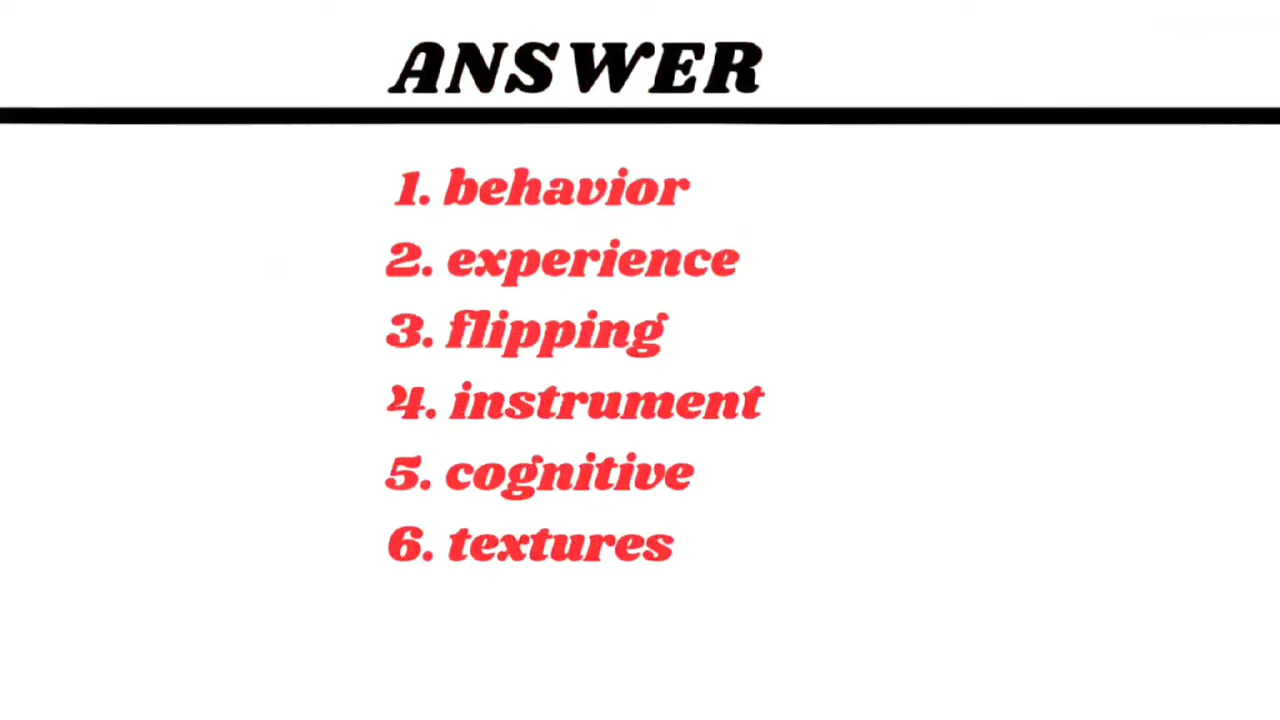 ANSWER
1. behavior
2. experience
3. flipping
4. instrument
5. cognitive
6. textures